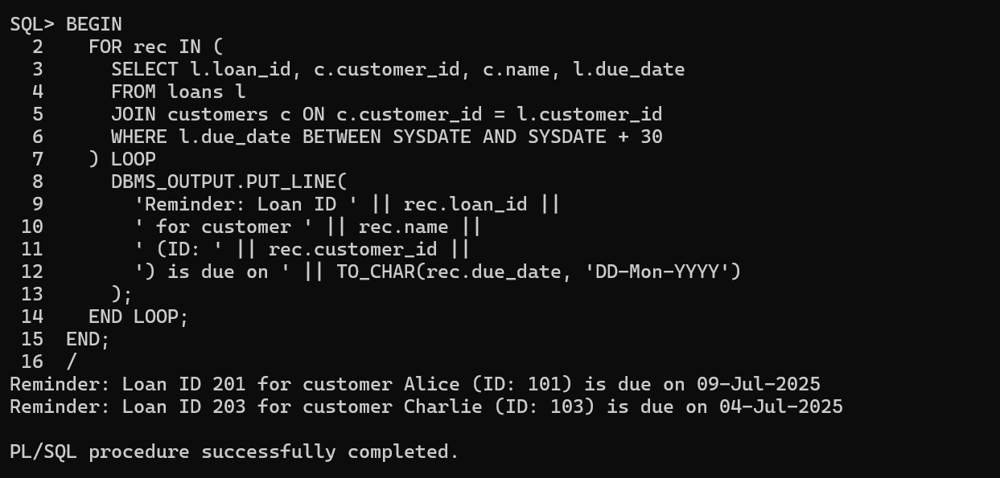 SQL> BEGIN
  2    FOR rec IN (
  3      SELECT l.loan_id, c.customer_id, c.name, l.due_date
  4      FROM loans l
  5      JOIN customers c ON c.customer_id = l.customer_id
  6      WHERE l.due_date BETWEEN SYSDATE AND SYSDATE + 30
  7    ) LOOP
  8      DBMS_OUTPUT.PUT_LINE(
  9        'Reminder: Loan ID ' || rec.loan_id ||
 10        ' for customer ' || rec.name ||
 11        ' (ID: ' || rec.customer_id ||
 12        ') is due on ' || TO_CHAR(rec.due_date, 'DD-Mon-YYYY')
 13      );
 14    END LOOP;
 15  END;
 16  /
Reminder: Loan ID 201 for customer Alice (ID: 101) is due on 09-Jul-2025
Reminder: Loan ID 203 for customer Charlie (ID: 103) is due on 04-Jul-2025

PL/SQL procedure successfully completed.